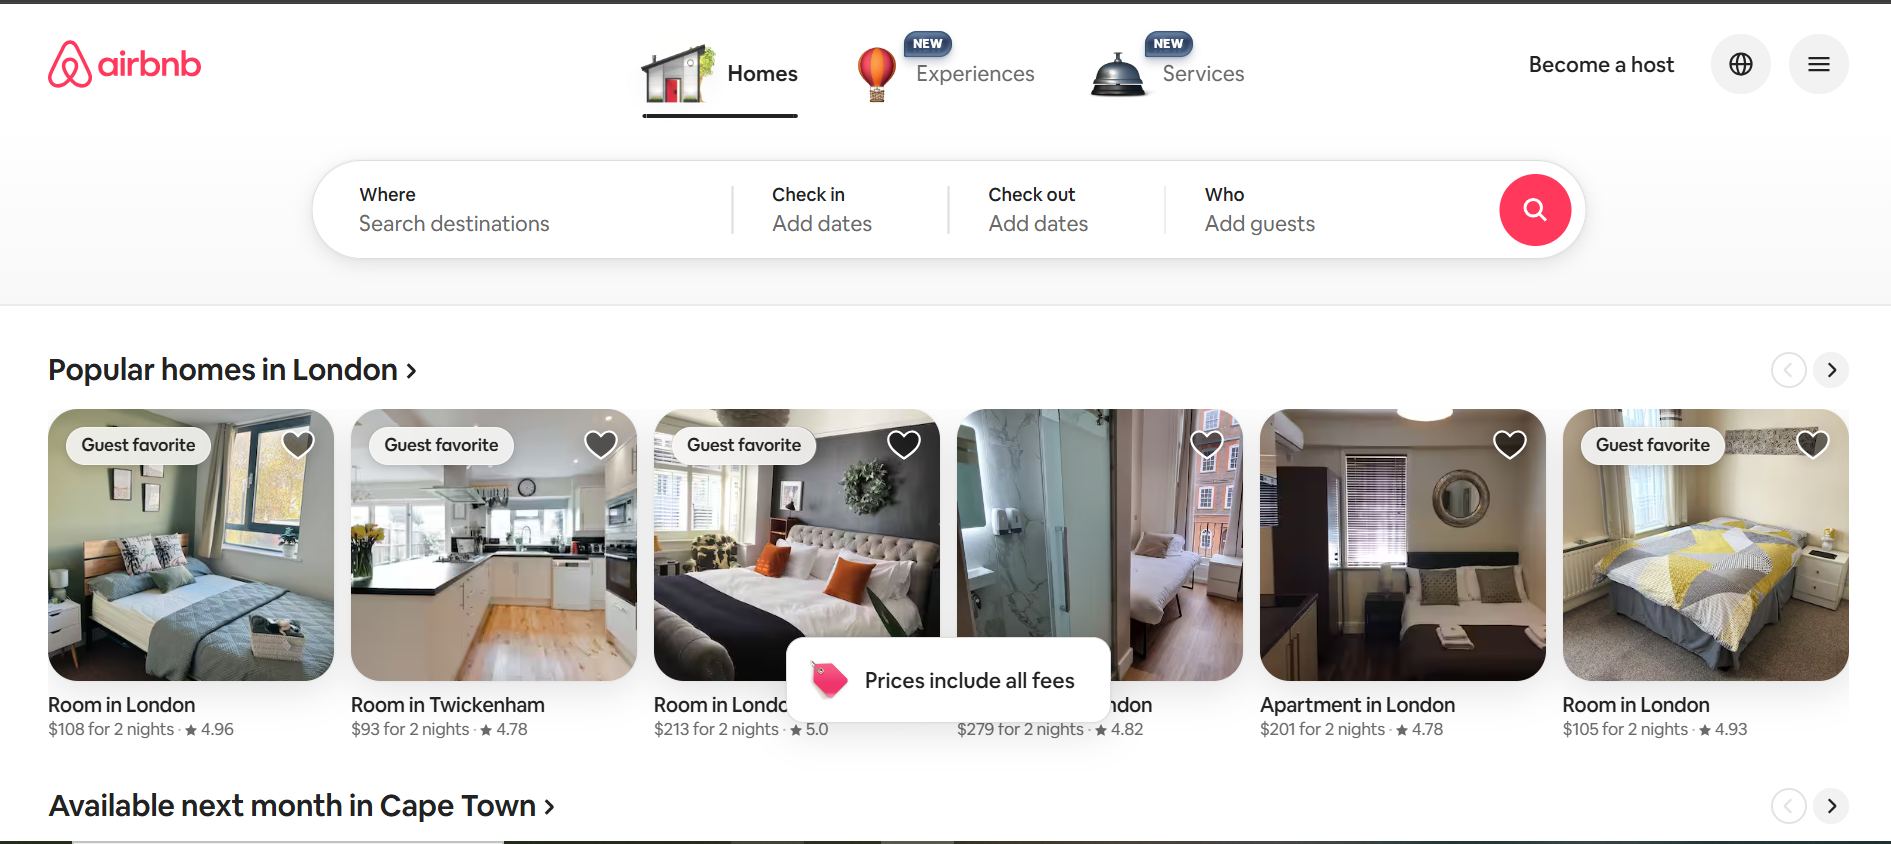 airbnb
Homes
NEW
Experiences
NEW
Services
Become a host
Where
Search destinations
Check in
Add dates
Check out
Add dates
Who
Add guests
Popular homes in London
Guest favorite
Guest favorite
Guest favorite
Guest favorite
Prices include all fees
Room in London
$108 for 2 nights · ★ 4.96
Room in Twickenham
$93 for 2 nights · ★ 4.78
Room in
$213 for 2 nights · ★ 5.0
$279 for 2 nights · ★ 4.82
Apartment in London
$201 for 2 nights · ★ 4.78
Room in London
$105 for 2 nights · ★ 4.93
Available next month in Cape Town